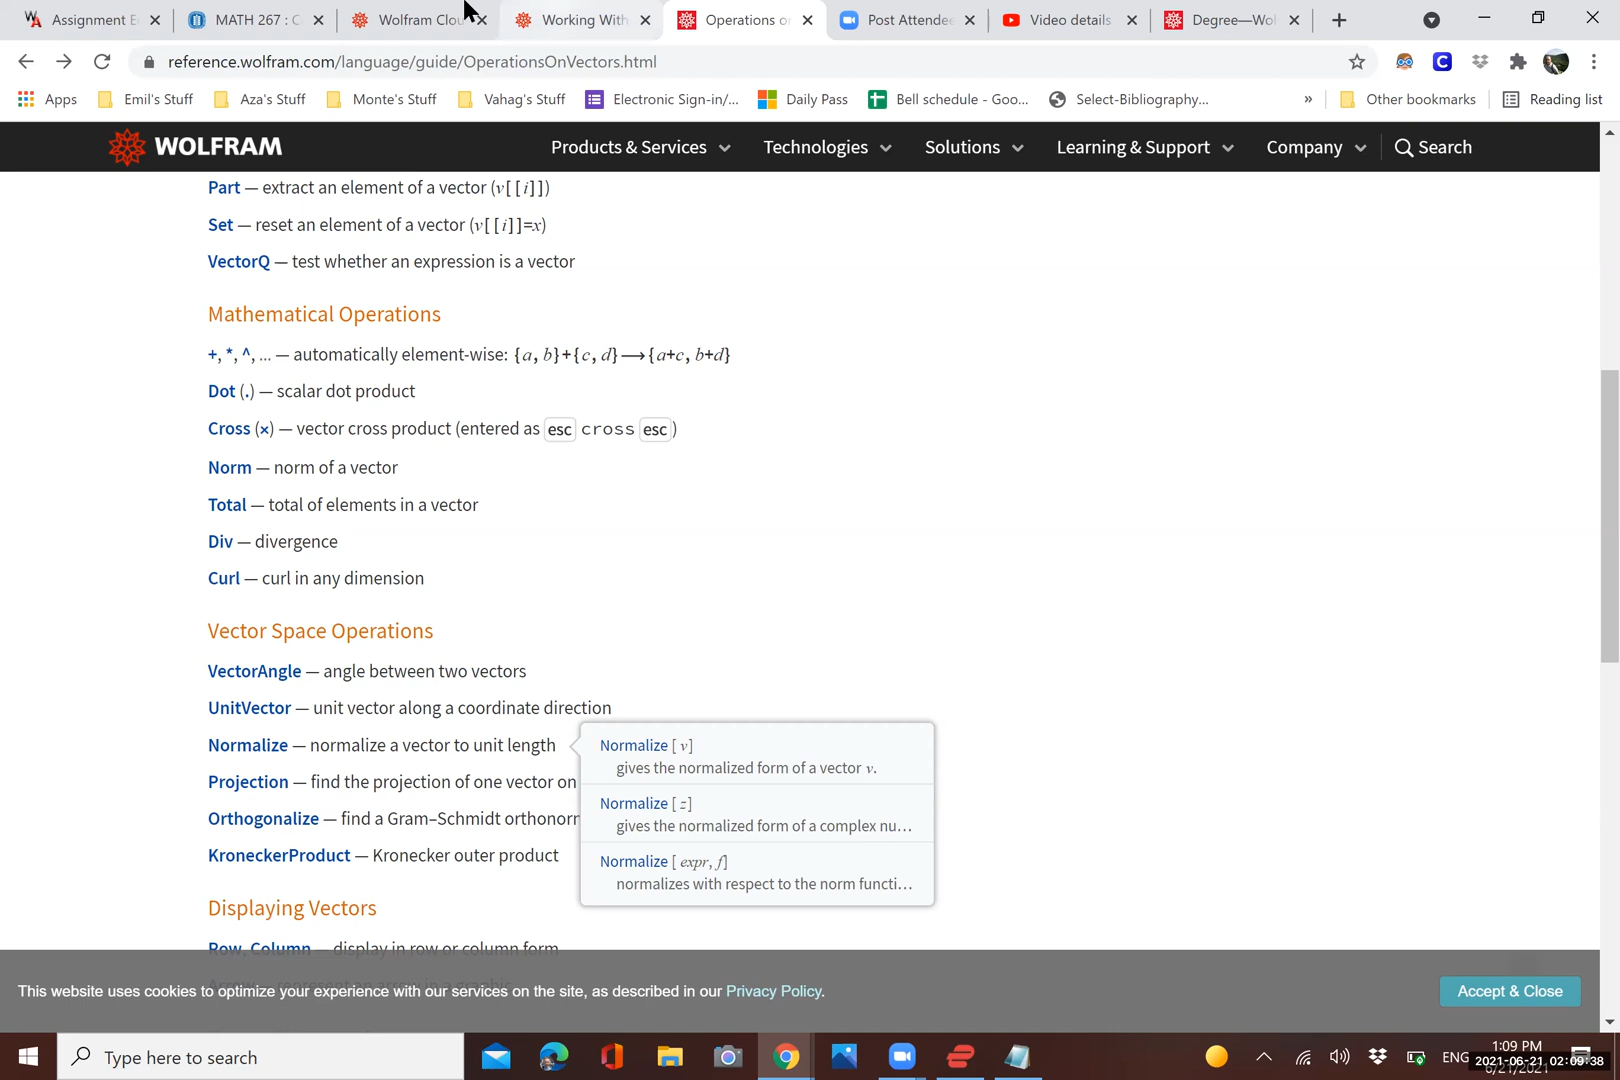 Assignment E
MATH 267 : C
Wolfram Clou
Working With
Operations o
Post Attendee
Video details
Degree—Wol
reference.wolfram.com/language/guide/OperationsOnVectors.html
Apps
Emil's Stuff
Aza's Stuff
Monte's Stuff
Vahag's Stuff
Electronic Sign-in/...
Daily Pass
Bell schedule - Goo...
Select-Bibliography...
»
Other bookmarks
Reading list
WOLFRAM
Products & Services
Technologies
Solutions
Learning & Support
Company
Search
Part — extract an element of a vector (v[[i]])
Set — reset an element of a vector (v[[i]]=x)
VectorQ — test whether an expression is a vector
Mathematical Operations
+, *, ^, ... — automatically element-wise: {a, b}+{c, d}⟶{a+c, b+d}
Dot (.) — scalar dot product
Cross (×) — vector cross product (entered as esc cross esc)
Norm — norm of a vector
Total — total of elements in a vector
Div — divergence
Curl — curl in any dimension
Vector Space Operations
VectorAngle — angle between two vectors
UnitVector — unit vector along a coordinate direction
Normalize — normalize a vector to unit length
Projection — find the projection of one vector on
Orthogonalize — find a Gram–Schmidt orthonorm
KroneckerProduct — Kronecker outer product
Normalize [ v]
gives the normalized form of a vector v.
Normalize [ z]
gives the normalized form of a complex nu...
Normalize [ expr, f]
normalizes with respect to the norm functi...
Displaying Vectors
Row, Column — display in row or column form
This website uses cookies to optimize your experience with our services on the site, as described in our Privacy Policy.
Accept & Close
Type here to search
ENG
1:09 PM
2021-06-21, 02:09:38
6/21/2021